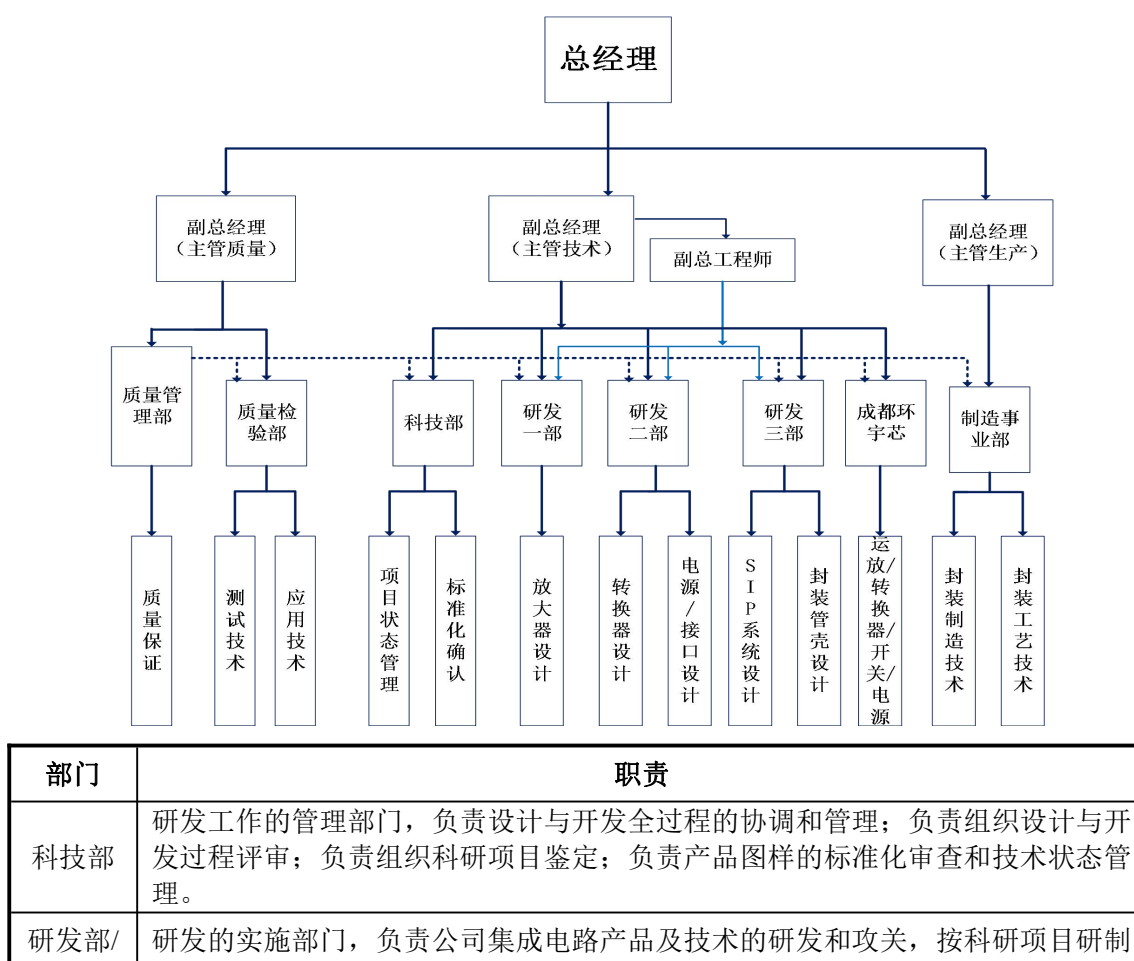 总经理
副总经理
（主管质量）
副总经理
（主管技术）
副总工程师
副总经理
（主管生产）
质量管
理部
质量检
验部
科技部
研发
一部
研发
二部
研发
三部
成都环
宇芯
制造事
业部
质量保证
测试技术
应用技术
项目状态管理
标准化确认
放大器设计
转换器设计
电源/接口设计
SIP系统设计
封装管壳设计
运放/转换器/开关/电源
封装制造技术
封装工艺技术
部门 职责
科技部
研发工作的管理部门，负责设计与开发全过程的协调和管理；负责组织设计与开
发过程评审；负责组织科研项目鉴定；负责产品图样的标准化审查和技术状态管
理。
研发部/ 研发的实施部门，负责公司集成电路产品及技术的研发和攻关，按科研项目研制